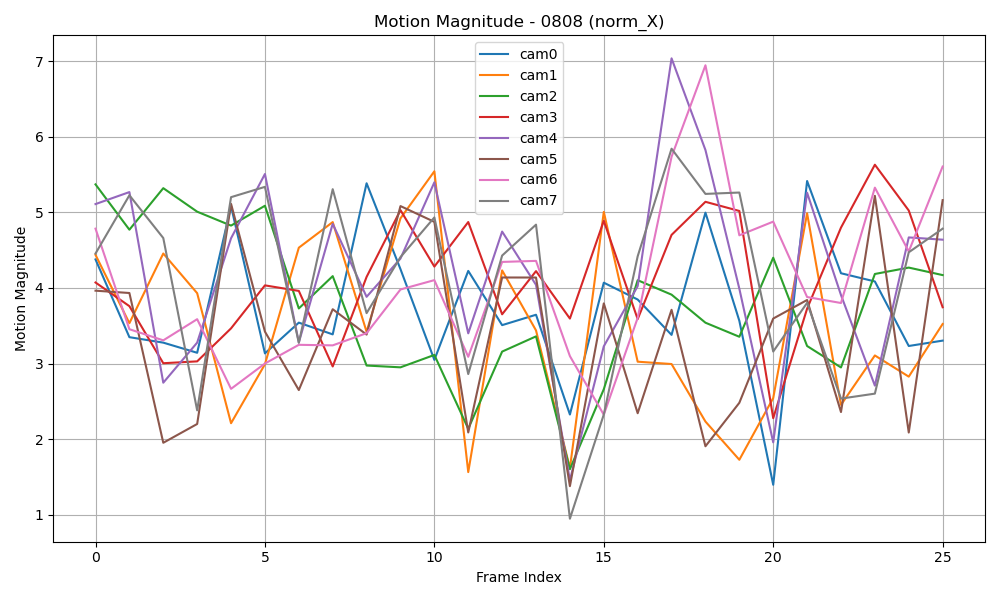 Motion Magnitude - 0808 (norm_X)
cam0
cam1
cam2
cam3
cam4
cam5
cam6
cam7
Motion Magnitude
7
6
5
4
3
2
1
0 5 10 15 20 25
Frame Index